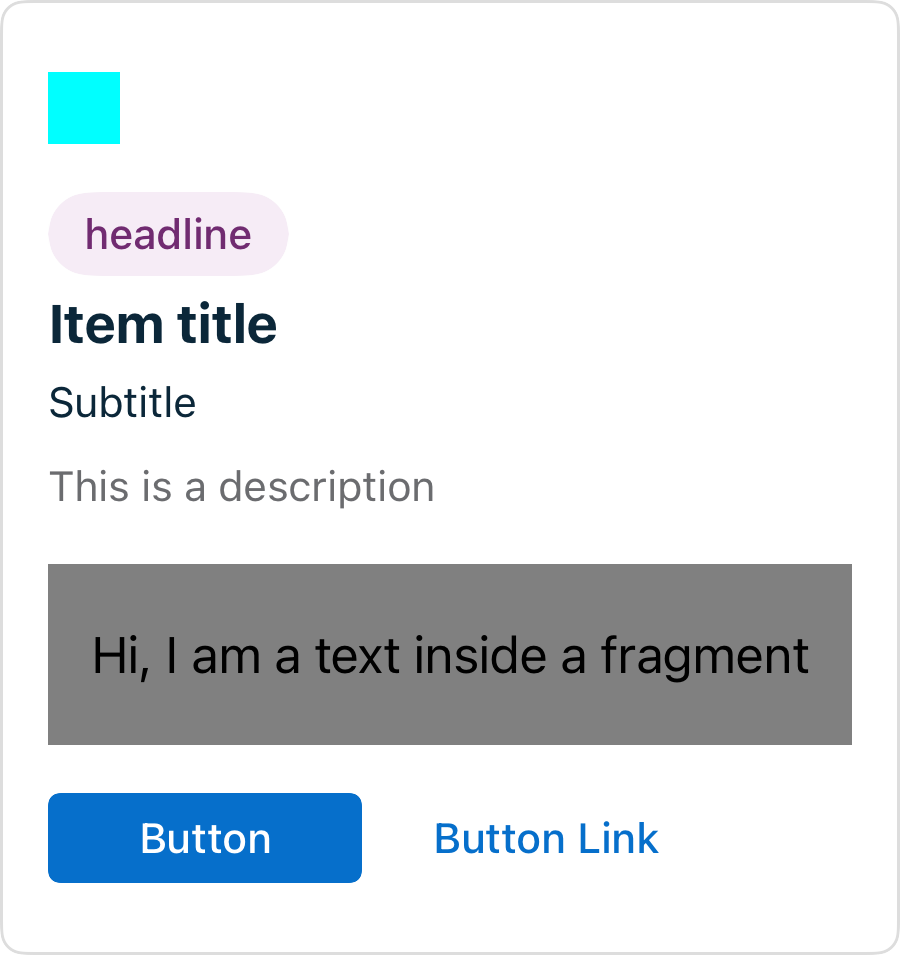 headline
Item title
Subtitle
This is a description
Hi, I am a text inside a fragment
Button
Button Link